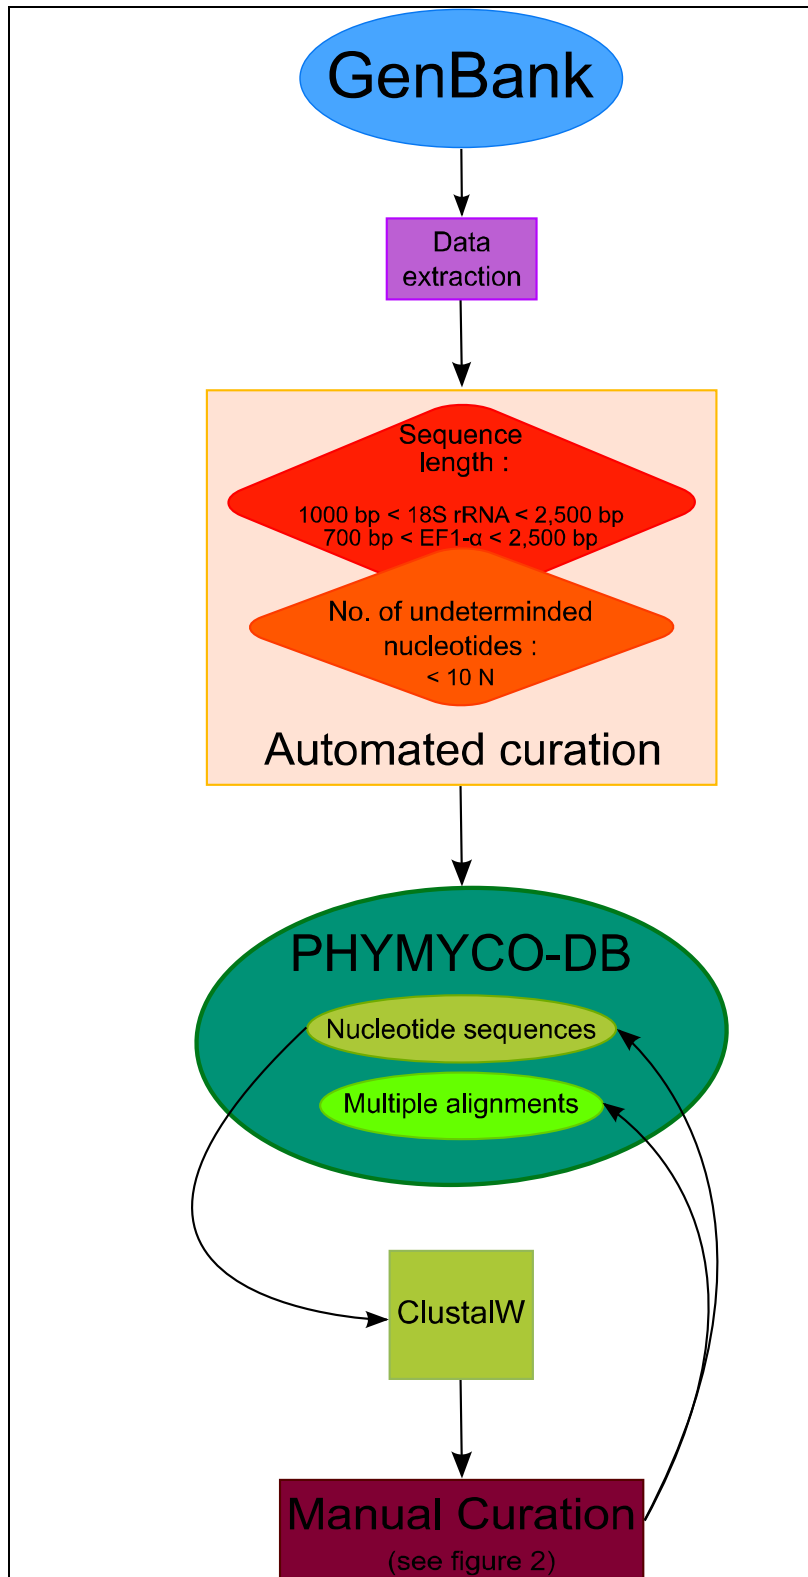 GenBank
Data
extraction
Sequence
length :
1000 bp < 18S rRNA < 2,500 bp
700 bp < EF1-α < 2,500 bp
No. of undeterminded
nucleotides :
< 10 N
Automated curation
PHYMYCO-DB
Nucleotide sequences
Multiple alignments
ClustalW
Manual Curation
(see figure 2)